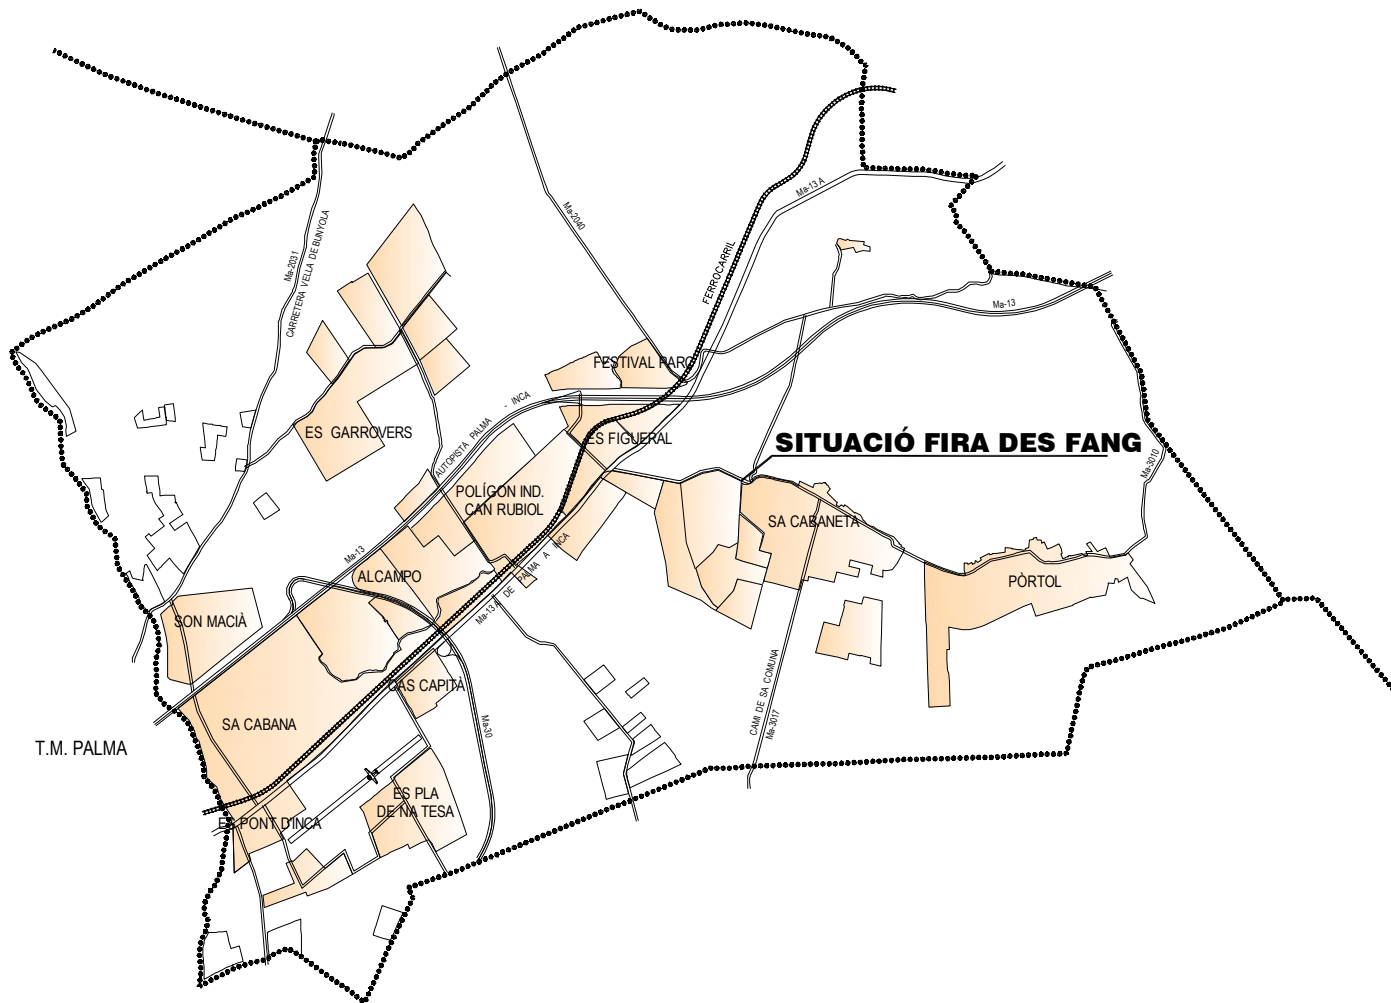 Ma-13 A
Ma-2040
Ma-2031
CARRETERA VELLA DE BUNYOLA
FERROCARRIL
Ma-13
FESTIVAL PARC
AUTOPISTA PALMA - INCA
ES GARROVERS
ES FIGUERAL
SITUACIÓ FIRA DES FANG
Ma-3010
POLÍGON IND.
CAN RUBIOL
SA CABANETA
Ma-13
Ma-13 A DE PALMA A INCA
ALCAMPO
PÒRTOL
SON MACIÀ
CAS CAPITÀ
CAMI DE SA COMUNA
Ma-3017
SA CABANA
Ma-30
T.M. PALMA
ES PLA
DE NA TESA
ES PONT D'INCA